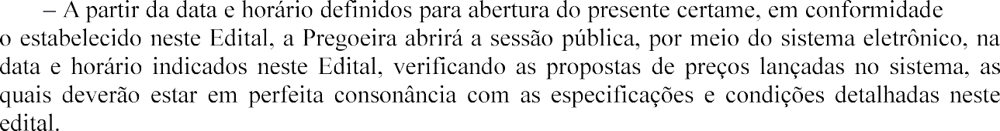 – A partir da data e horário definidos para abertura do presente certame, em conformidade
o estabelecido neste Edital, a Pregoeira abrirá a sessão pública, por meio do sistema eletrônico, na
data e horário indicados neste Edital, verificando as propostas de preços lançadas no sistema, as
quais deverão estar em perfeita consonância com as especificações e condições detalhadas neste
edital.